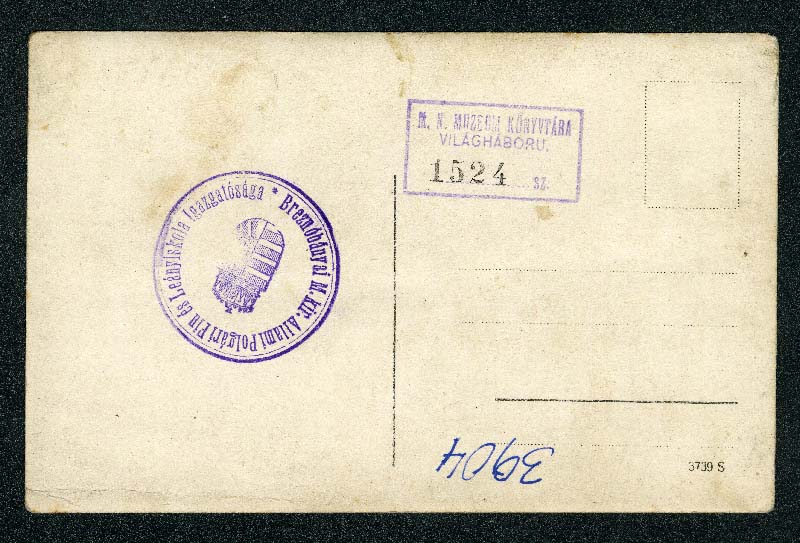 M. N. MUZEUM KÖNYVTÁRA
VILÁGHÁBORU.
1524 SZ.
Breznóbányai M. Kir. Állami Polgári Fiu és Leányiskola Igazgatósága *
3904
3739 S